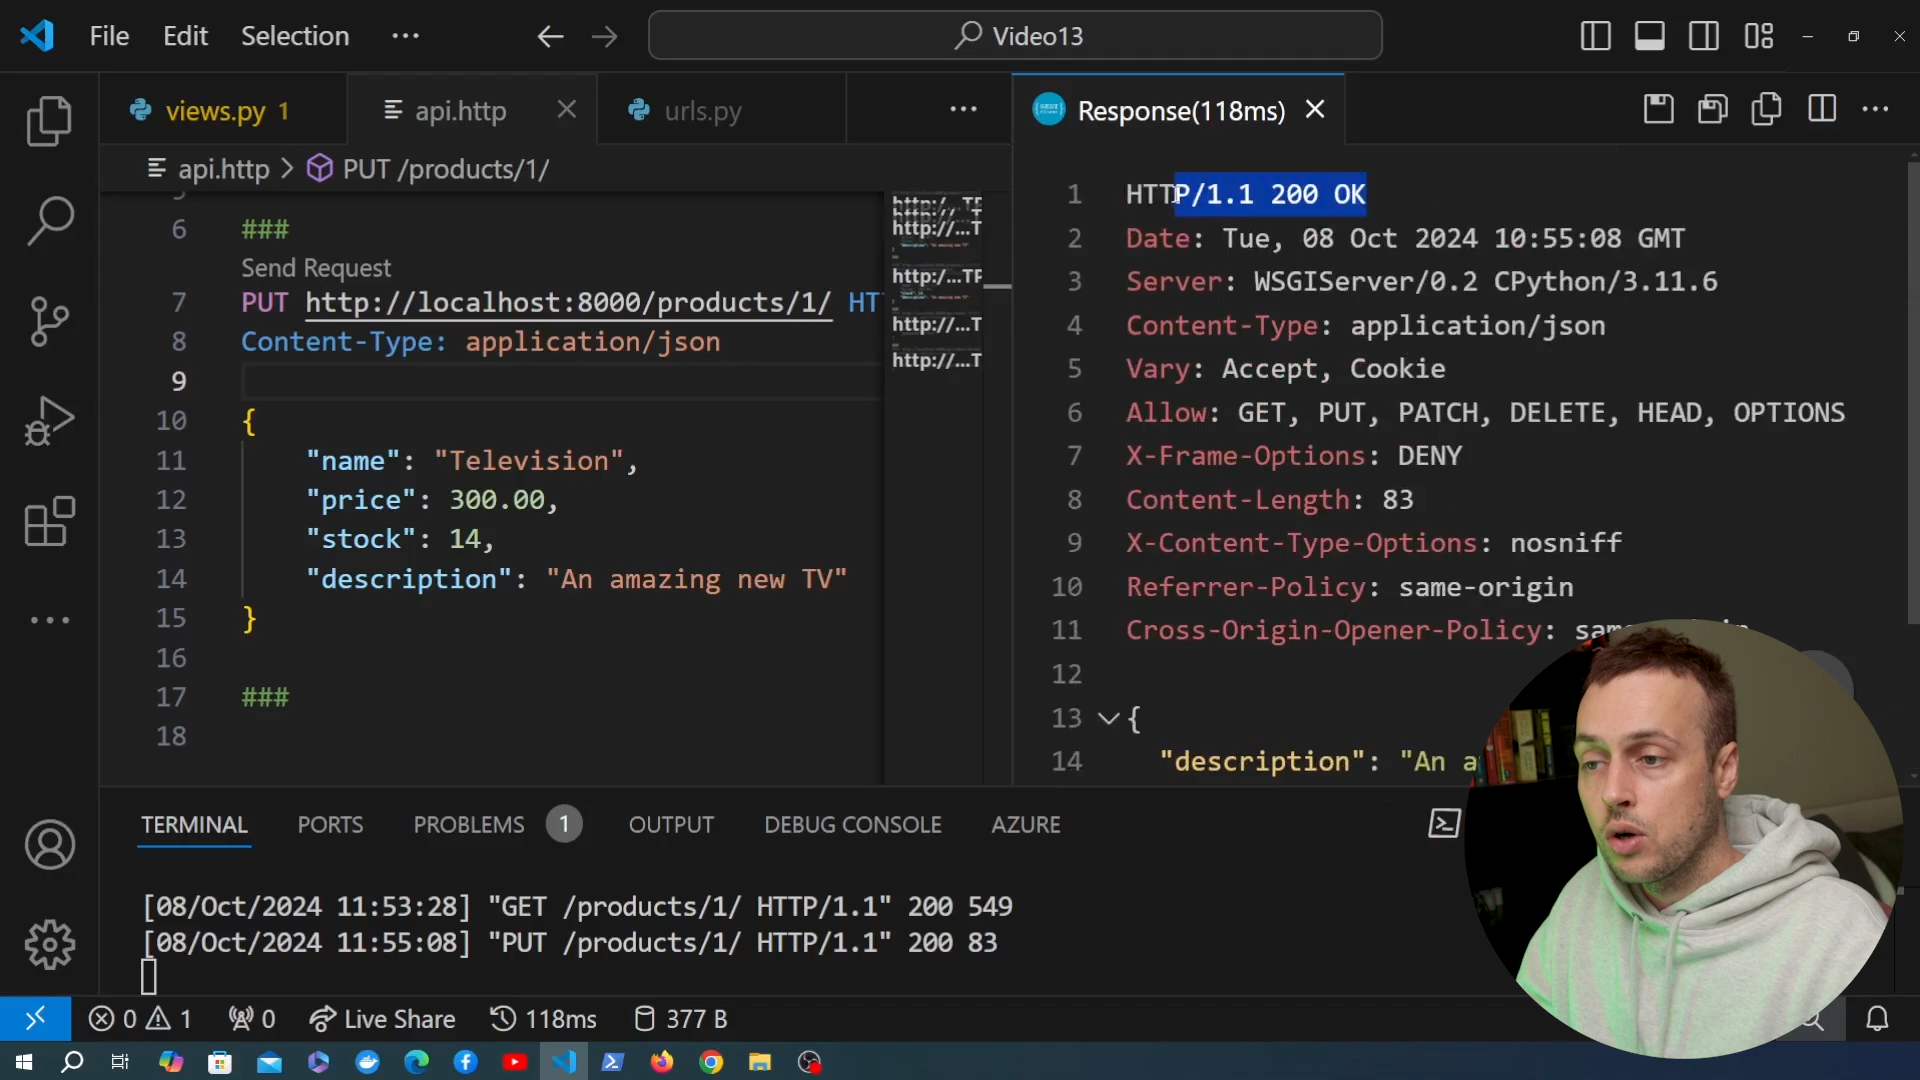 File Edit Selection ··· Video13
views.py 1 api.http urls.py ···
Response(118ms)
api.http > PUT /products/1/
6 ###
Send Request
7 PUT http://localhost:8000/products/1/ HT
8 Content-Type: application/json
9
10 {
11 "name": "Television",
12 "price": 300.00,
13 "stock": 14,
14 "description": "An amazing new TV"
15 }
16
17 ###
18
http:/...TF
http:/...T
http://...T
http:/...TF
http://...T
http://...T
1 HTTP/1.1 200 OK
2 Date: Tue, 08 Oct 2024 10:55:08 GMT
3 Server: WSGIServer/0.2 CPython/3.11.6
4 Content-Type: application/json
5 Vary: Accept, Cookie
6 Allow: GET, PUT, PATCH, DELETE, HEAD, OPTIONS
7 X-Frame-Options: DENY
8 Content-Length: 83
9 X-Content-Type-Options: nosniff
10 Referrer-Policy: same-origin
11 Cross-Origin-Opener-Policy:
12
13 {
14 "description": "An a
TERMINAL PORTS PROBLEMS 1 OUTPUT DEBUG CONSOLE AZURE
[08/Oct/2024 11:53:28] "GET /products/1/ HTTP/1.1" 200 549
[08/Oct/2024 11:55:08] "PUT /products/1/ HTTP/1.1" 200 83
0 1 0 Live Share 118ms 377 B